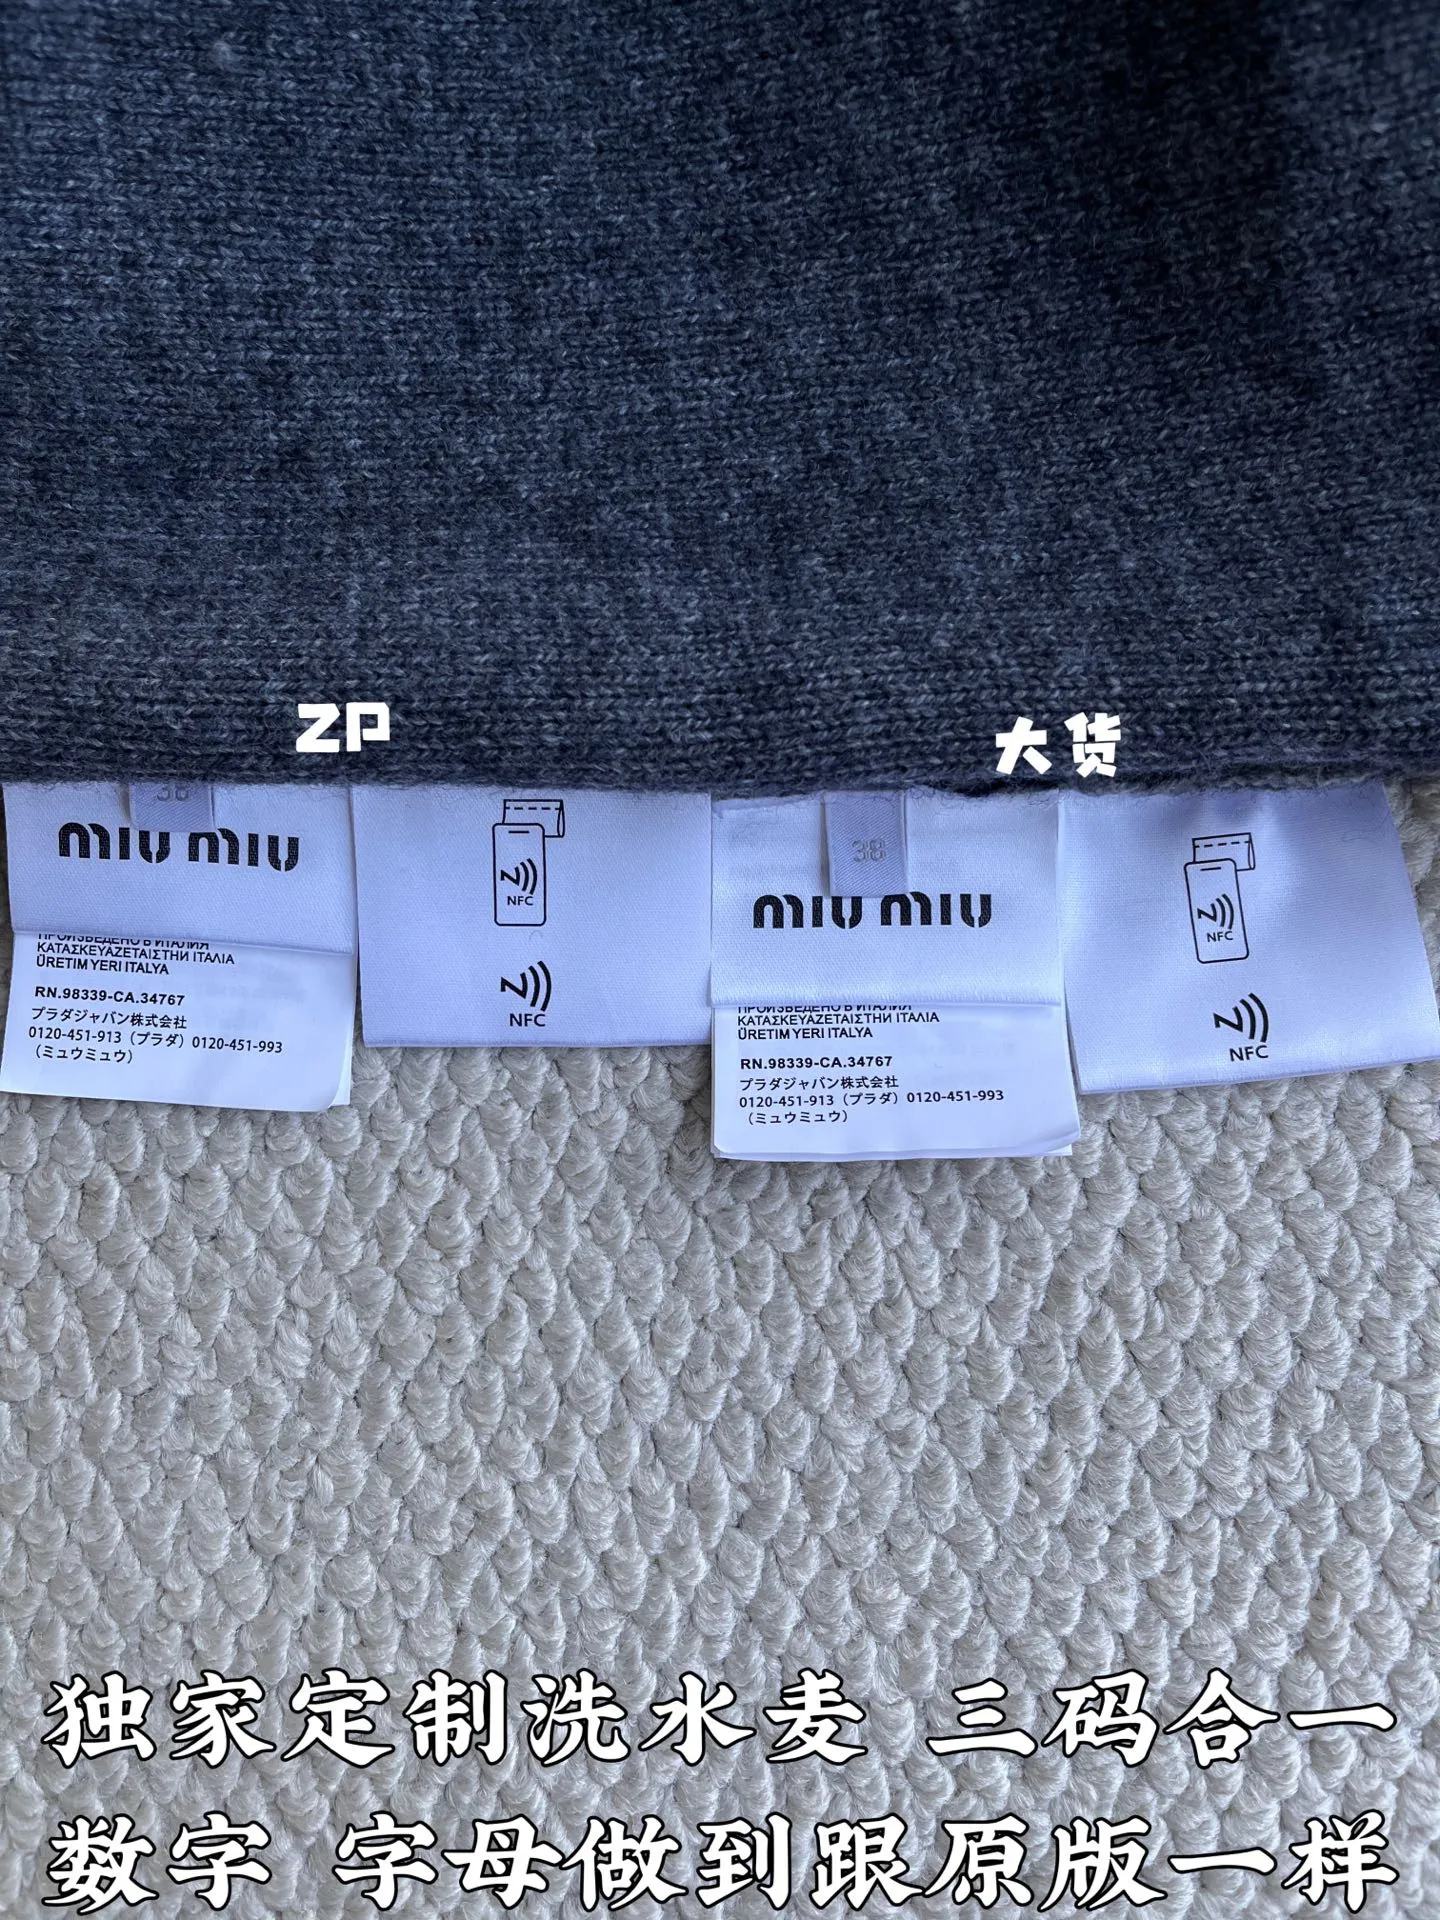 ZP
大货
38
miu miu
ПРОИЗВЕДЕНО В ИТАЛИЯ
ΚΑΤΑΣΚΕΥΑΖΕΤΑΙΣΤΗИ ΙΤΑΛΙΑ
ÜRETIM YERI ITALYA
RN.98339-CA.34767
プラダジャパン株式会社
0120-451-913（プラダ）0120-451-993
（ミュウミュウ）
NFC
NFC
38
miu miu
ПРОИЗВЕДЕНО В ИТАЛИЯ
ΚΑΤΑΣΚΕΥΑΖΕΤΑΙΣΤΗИ ΙΤΑΛΙΑ
ÜRETIM YERI ITALYA
RN.98339-CA.34767
プラダジャパン株式会社
0120-451-913（プラダ）0120-451-993
（ミュウミュウ）
NFC
NFC
独家定制洗水麦 三码合一
数字 字母做到跟原版一样